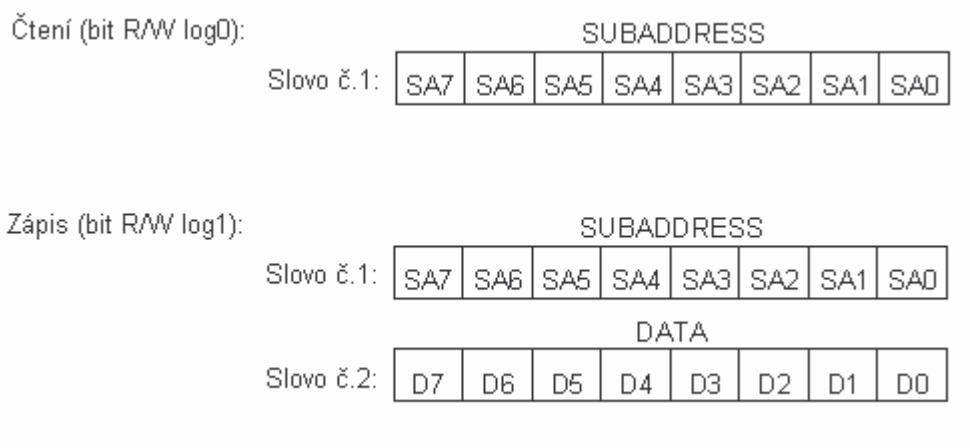 Čtení (bit R/W log0):
SUBADDRESS
Slovo č.1: SA7 SA6 SA5 SA4 SA3 SA2 SA1 SA0
Zápis (bit R/W log1):
SUBADDRESS
Slovo č.1: SA7 SA6 SA5 SA4 SA3 SA2 SA1 SA0
DATA
Slovo č.2: D7 D6 D5 D4 D3 D2 D1 D0